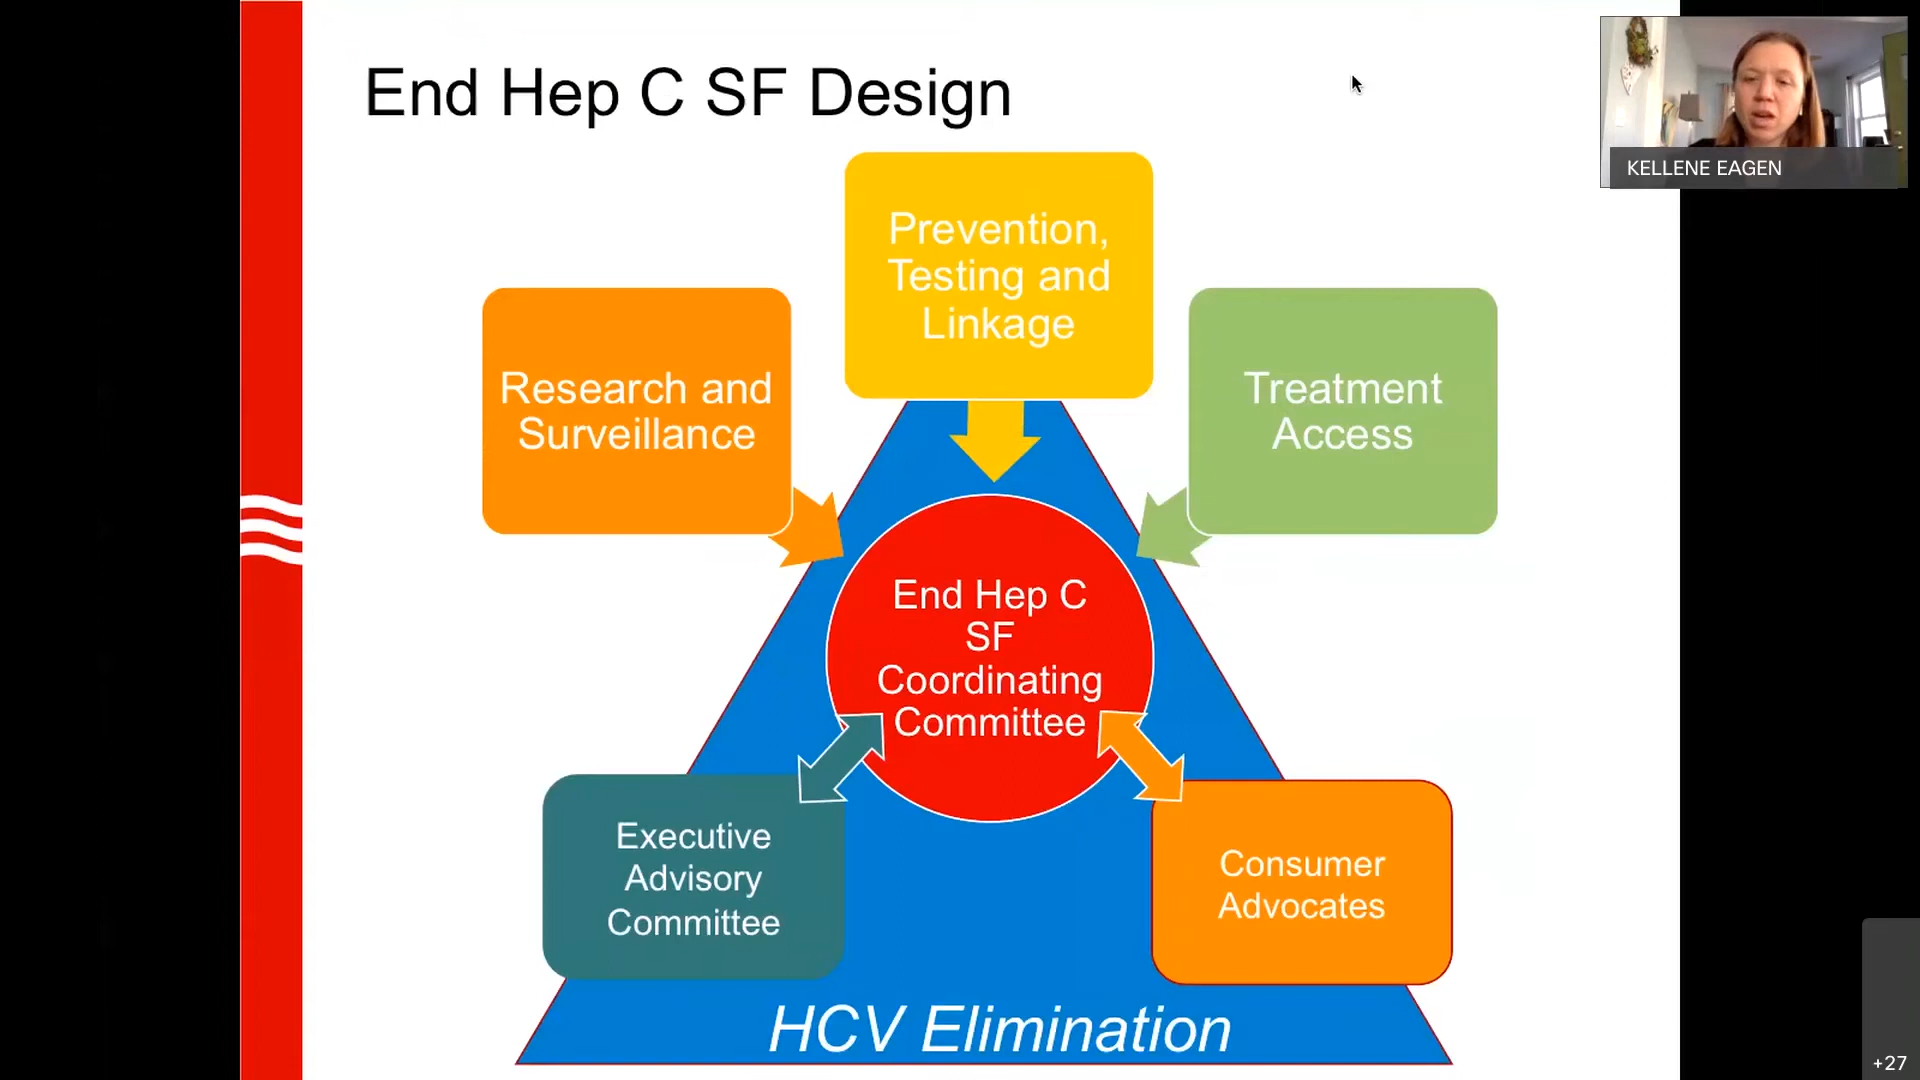 End Hep C SF Design
KELLENE EAGEN
Prevention,
Testing and
Linkage
Research and
Surveillance
Treatment
Access
End Hep C
SF
Coordinating
Committee
Executive
Advisory
Committee
Consumer
Advocates
HCV Elimination
+27